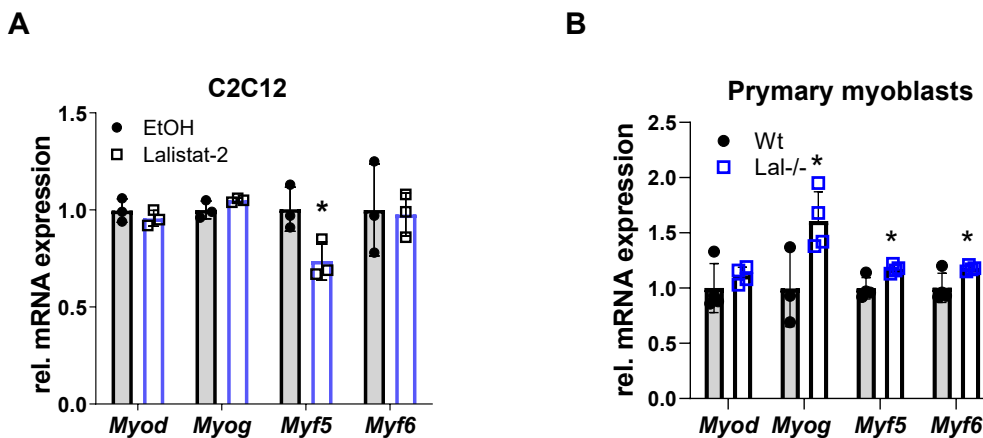 A
C2C12
rel. mRNA expression
1.5
1.0
0.5
0.0
EtOH
Lalistat-2
*
Myod Myog Myf5 Myf6
B
Prymary myoblasts
rel. mRNA expression
2.5
2.0
1.5
1.0
0.5
0.0
Wt
Lal-/-
*
* *
Myod Myog Myf5 Myf6